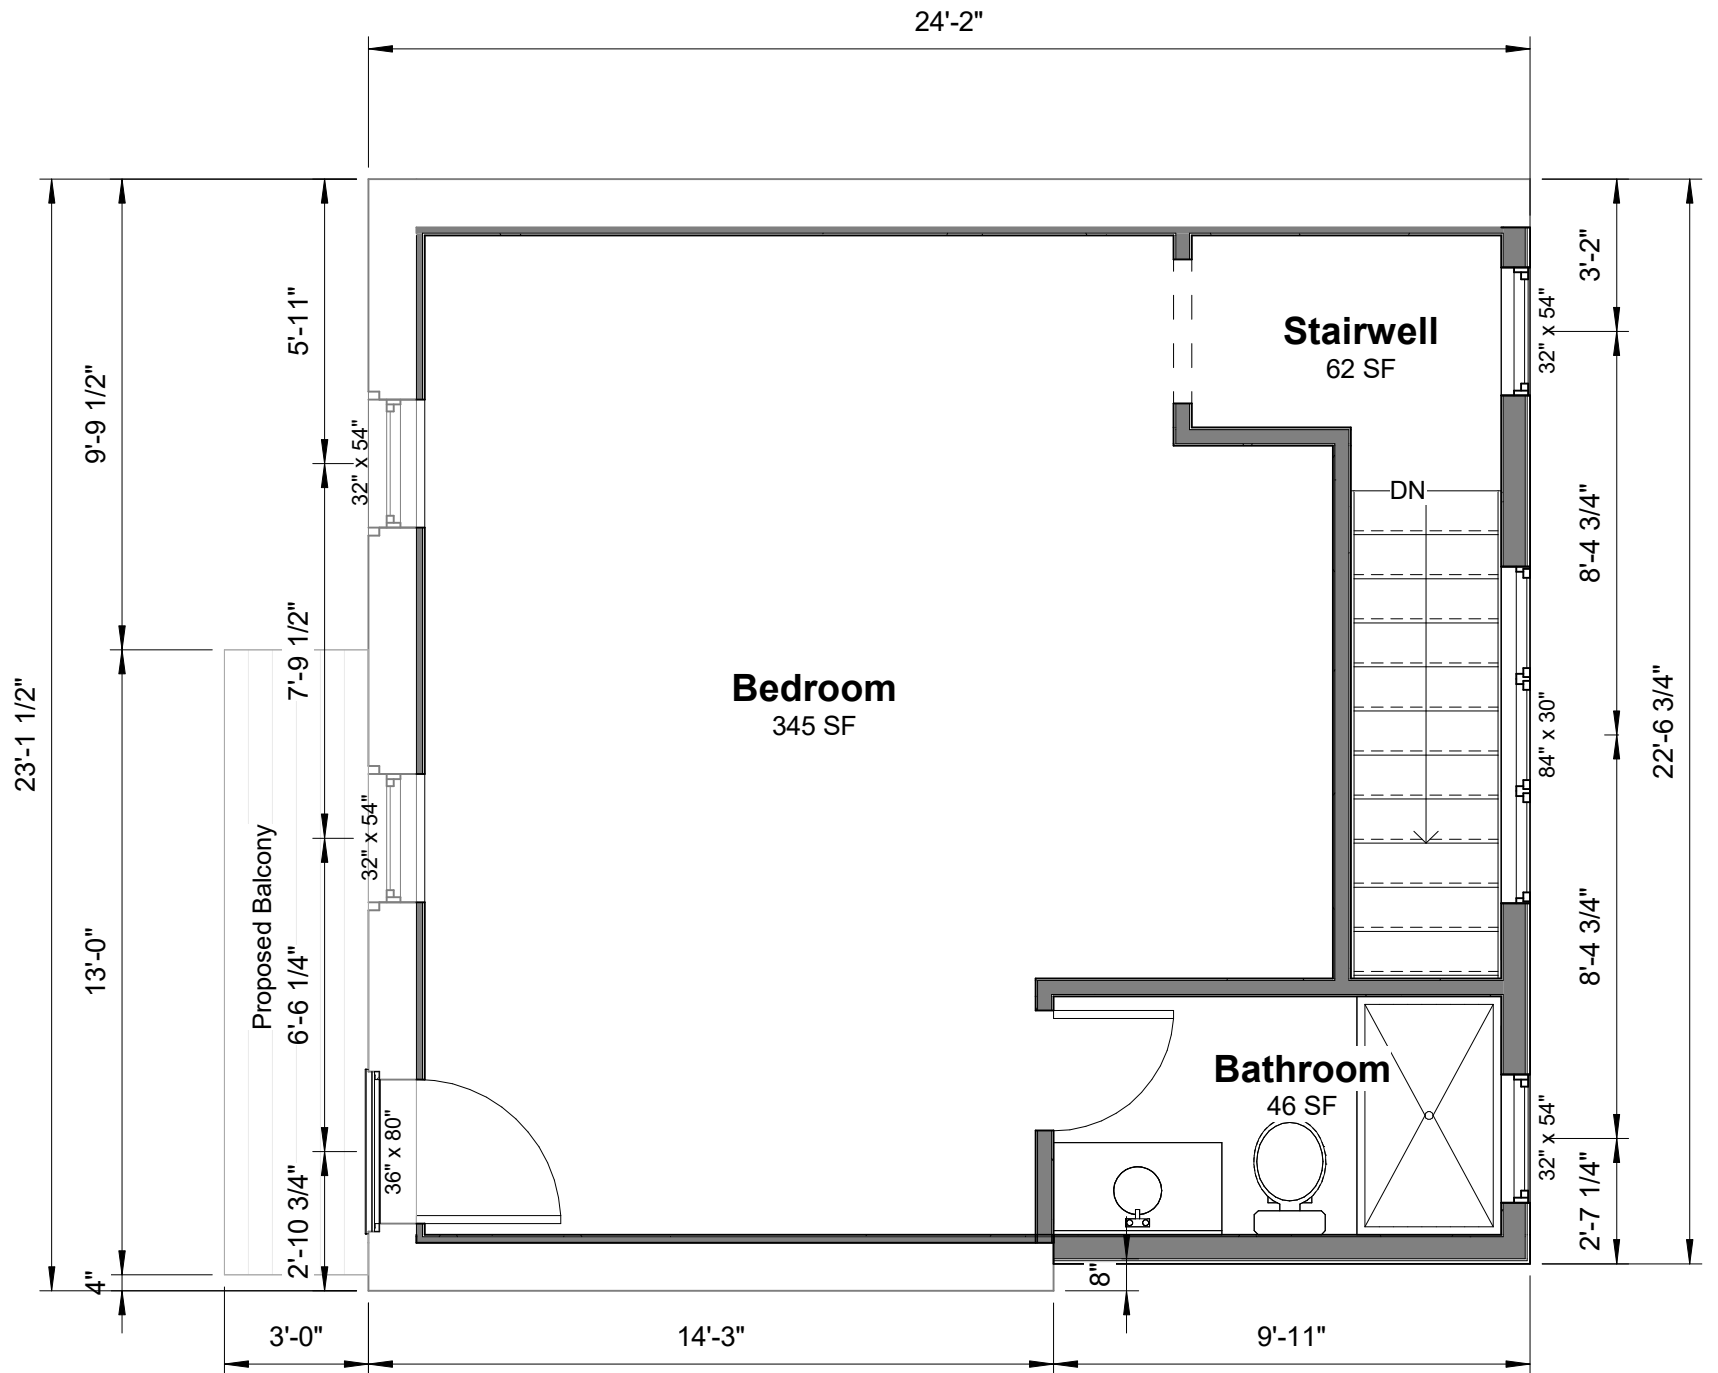 24'-2"
3'-2"
5'-11"
32" x 54"
Stairwell
62 SF
9'-9 1/2"
32" x 54"
DN
8'-4 3/4"
7'-9 1/2"
Bedroom
345 SF
23'-1 1/2"
84" x 30"
22'-6 3/4"
32" x 54"
Proposed Balcony
13'-0"
6'-6 1/4"
8'-4 3/4"
Bathroom
46 SF
36" x 80"
32" x 54"
2'-10 3/4"
2'-7 1/4"
4"
8"
3'-0"
14'-3"
9'-11"